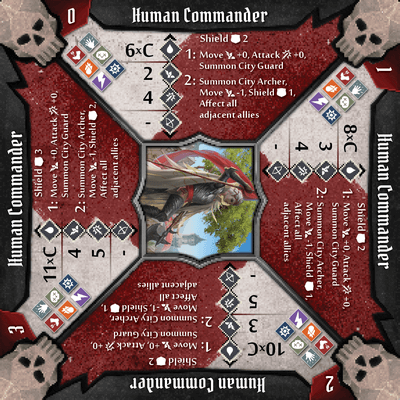 0
Human Commander
6xC
2
4
-
Shield 2
1: Move +0, Attack +0,
Summon City Guard
2: Summon City Archer,
Move -1, Shield 1,
Affect all
adjacent allies
1
Human Commander
8xC
3
4
-
Shield 2
1: Move +0, Attack +0,
Summon City Guard
2: Summon City Archer,
Move -1, Shield 1,
Affect all
adjacent allies
2
Human Commander
10xC
3
5
-
Shield 2
1: Move +0, Attack +0,
Summon City
Guard
2: Summon City Archer,
Move -1, Shield 1,
Affect all
adjacent allies
3
Human Commander
11xC
4
5
-
Shield 3
1: Move +0, Attack +0,
Summon City Guard
2: Summon City Archer,
Move -1, Shield 2,
Affect all
adjacent allies